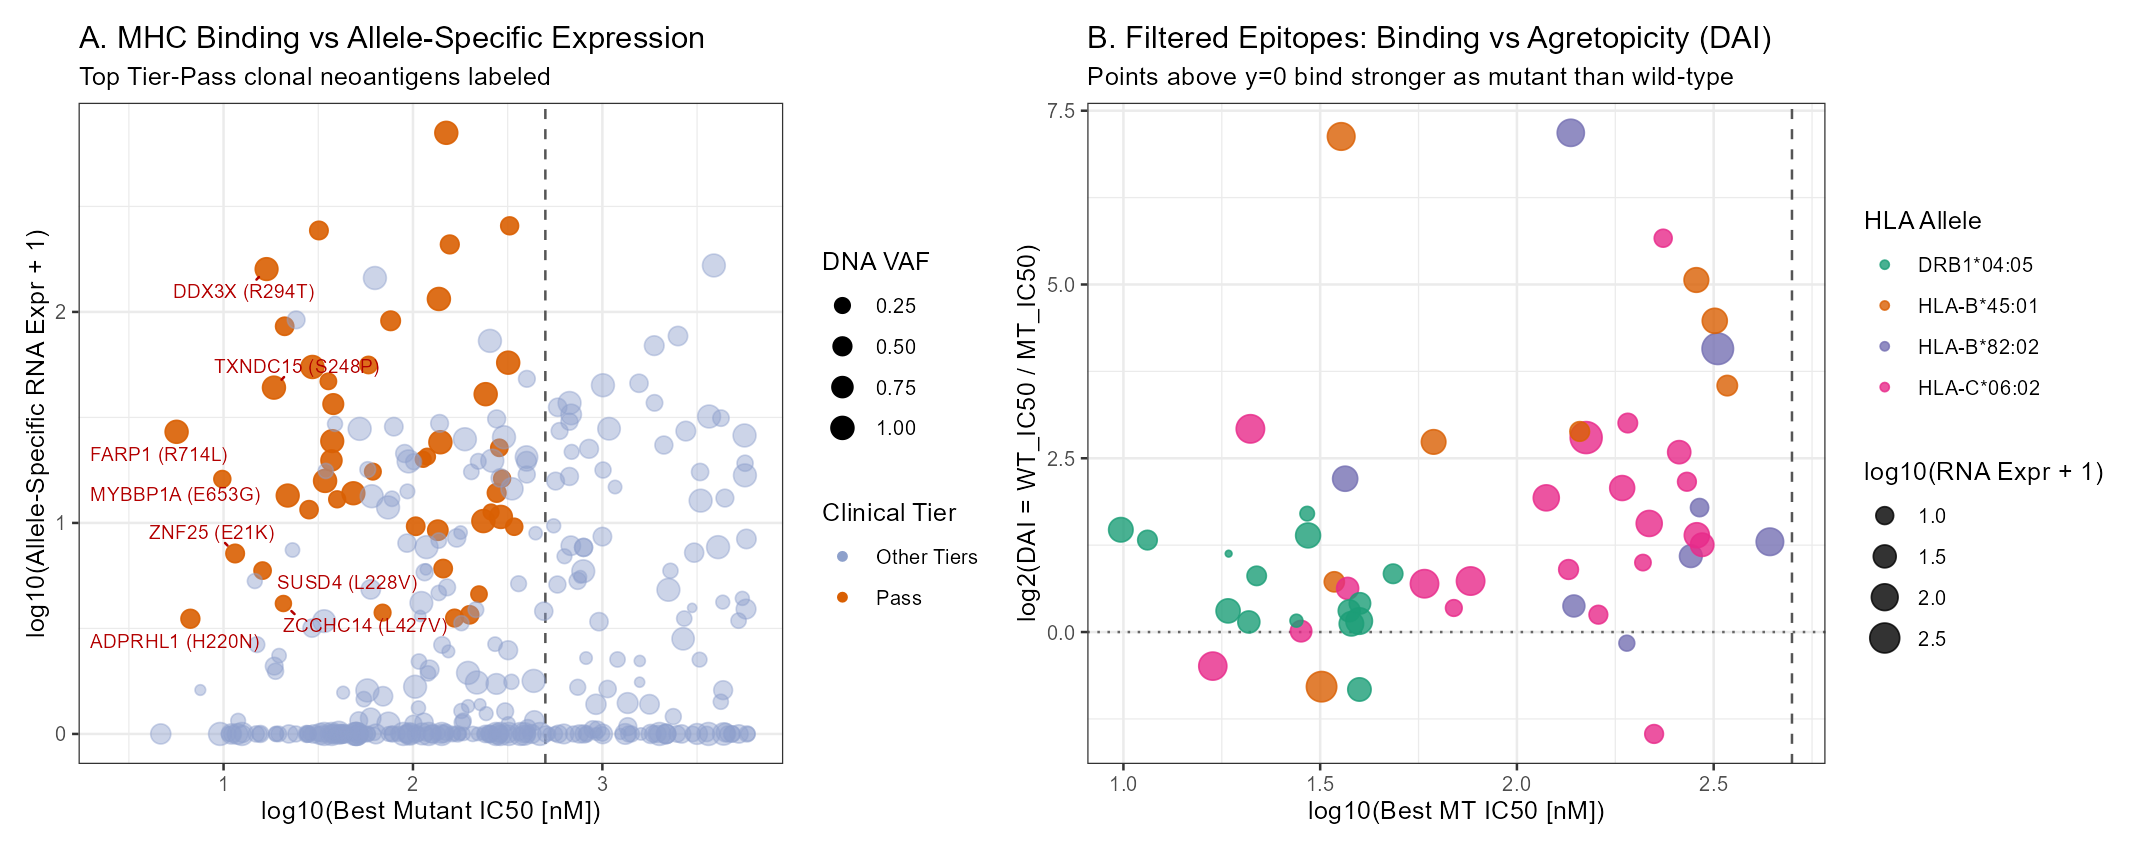 A. MHC Binding vs Allele-Specific Expression
Top Tier-Pass clonal neoantigens labeled
log10(Allele-Specific RNA Expr + 1)
2
1
0
DDX3X (R294T)
TXNDC15 (S248P)
FARP1 (R714L)
MYBBP1A (E653G)
ZNF25 (E21K)
SUSD4 (L228V)
ZCCHC14 (L427V)
ADPRHL1 (H220N)
1
2
3
log10(Best Mutant IC50 [nM])
DNA VAF
0.25
0.50
0.75
1.00
Clinical Tier
Other Tiers
Pass
B. Filtered Epitopes: Binding vs Agretopicity (DAI)
Points above y=0 bind stronger as mutant than wild-type
log2(DAI = WT_IC50 / MT_IC50)
7.5
5.0
2.5
0.0
1.0
1.5
2.0
2.5
log10(Best MT IC50 [nM])
HLA Allele
DRB1*04:05
HLA-B*45:01
HLA-B*82:02
HLA-C*06:02
log10(RNA Expr + 1)
1.0
1.5
2.0
2.5